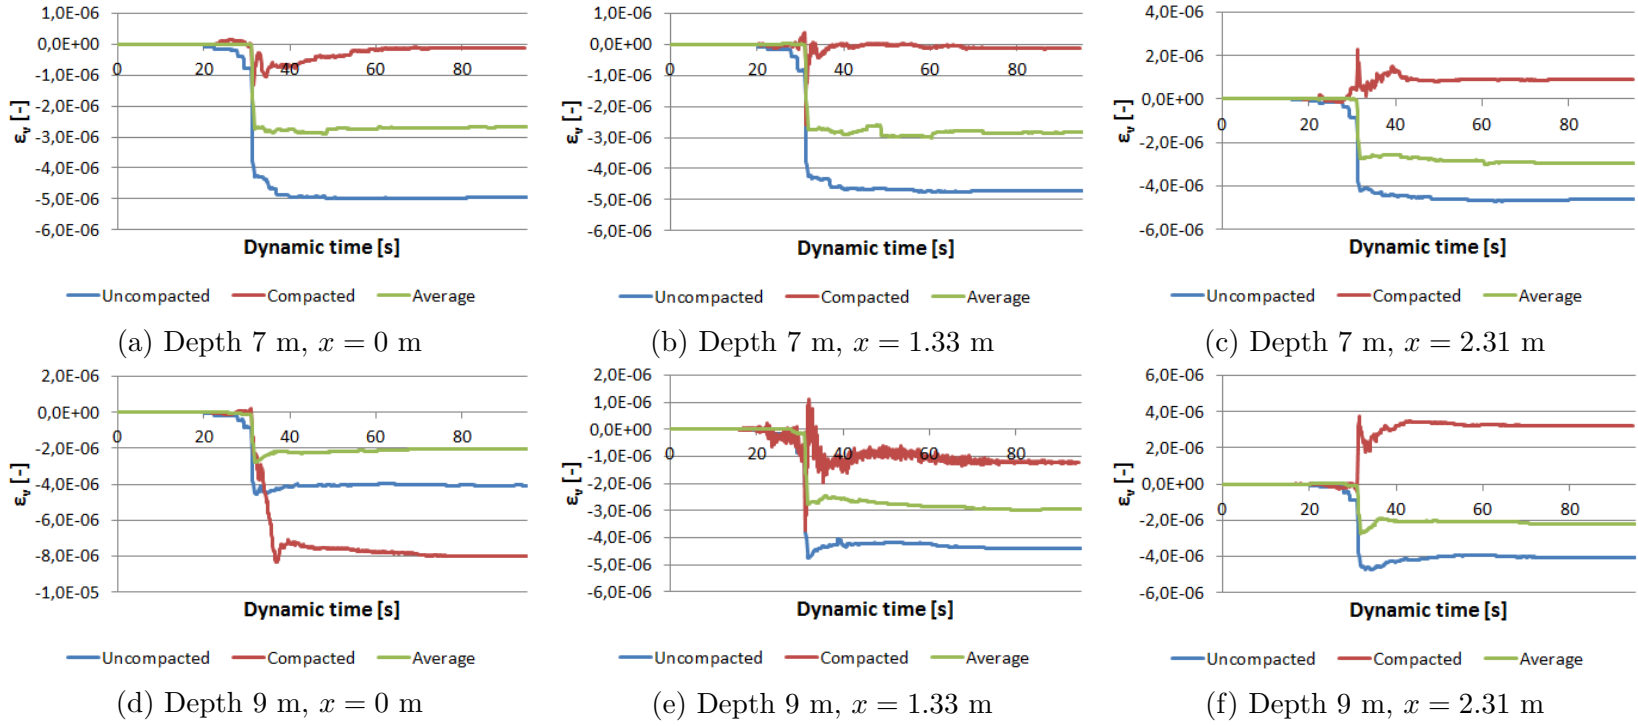 1,0E-06
0,0E+00
-1,0E-06
-2,0E-06
-3,0E-06
-4,0E-06
-5,0E-06
-6,0E-06
εv [-]
0 20 40 60 80
Dynamic time [s]
Uncompacted Compacted Average
(a) Depth 7 m, x = 0 m
1,0E-06
0,0E+00
-1,0E-06
-2,0E-06
-3,0E-06
-4,0E-06
-5,0E-06
-6,0E-06
εv [-]
0 20 40 60 80
Dynamic time [s]
Uncompacted Compacted Average
(b) Depth 7 m, x = 1.33 m
4,0E-06
2,0E-06
0,0E+00
-2,0E-06
-4,0E-06
-6,0E-06
εv [-]
0 20 40 60 80
Dynamic time [s]
Uncompacted Compacted Average
(c) Depth 7 m, x = 2.31 m
2,0E-06
0,0E+00
-2,0E-06
-4,0E-06
-6,0E-06
-8,0E-06
-1,0E-05
εv [-]
0 20 40 60 80
Dynamic time [s]
Uncompacted Compacted Average
(d) Depth 9 m, x = 0 m
2,0E-06
1,0E-06
0,0E+00
-1,0E-06
-2,0E-06
-3,0E-06
-4,0E-06
-5,0E-06
-6,0E-06
εv [-]
0 20 40 60 80
Dynamic time [s]
Uncompacted Compacted Average
(e) Depth 9 m, x = 1.33 m
6,0E-06
4,0E-06
2,0E-06
0,0E+00
-2,0E-06
-4,0E-06
-6,0E-06
εv [-]
0 20 40 60 80
Dynamic time [s]
Uncompacted Compacted Average
(f) Depth 9 m, x = 2.31 m